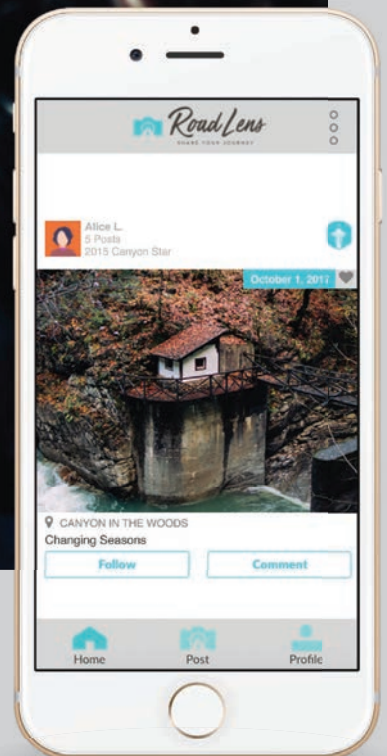 Road Lens
SHARE YOUR JOURNEY
Alice L.
5 Posts
2015 Canyon Star
October 1, 2017
CANYON IN THE WOODS
Changing Seasons
Follow
Comment
Home
Post
Profile